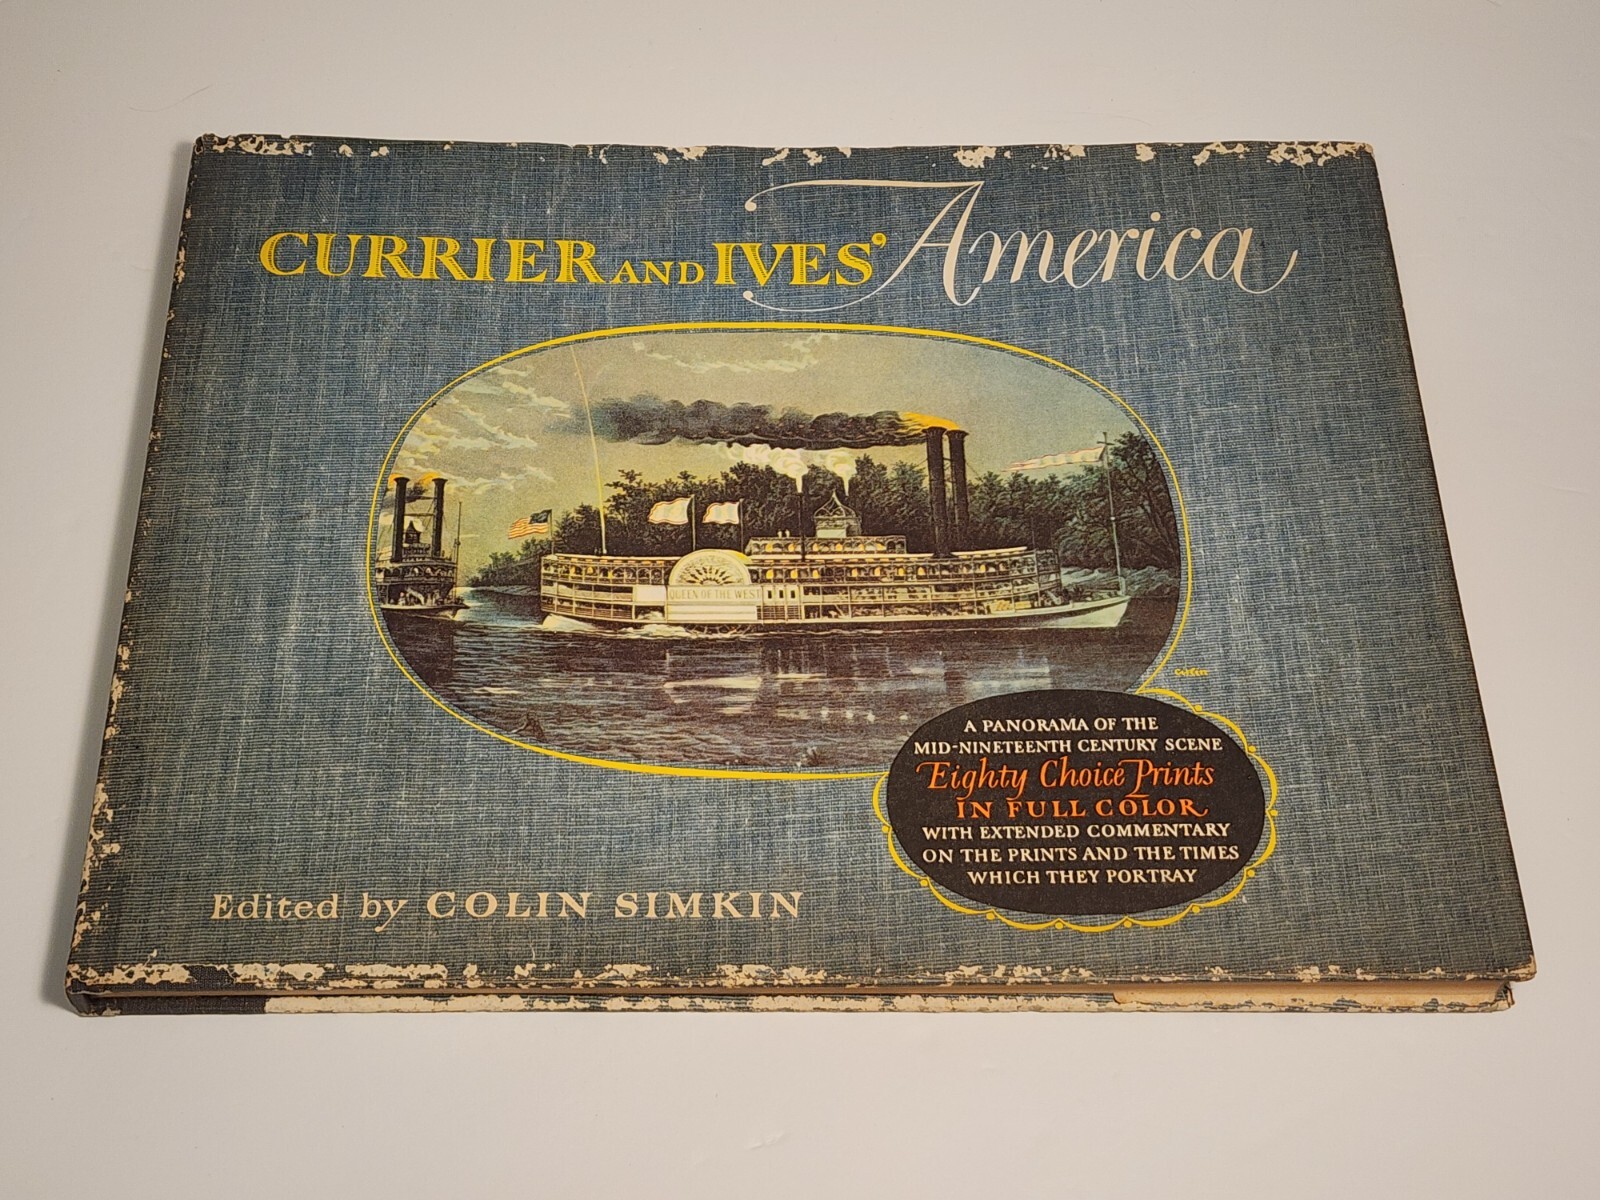 CURRIER AND IVES' America
QUEEN OF THE WEST
A PANORAMA OF THE
MID-NINETEENTH CENTURY SCENE
Eighty Choice Prints
IN FULL COLOR
WITH EXTENDED COMMENTARY
ON THE PRINTS AND THE TIMES
WHICH THEY PORTRAY
Edited by COLIN SIMKIN